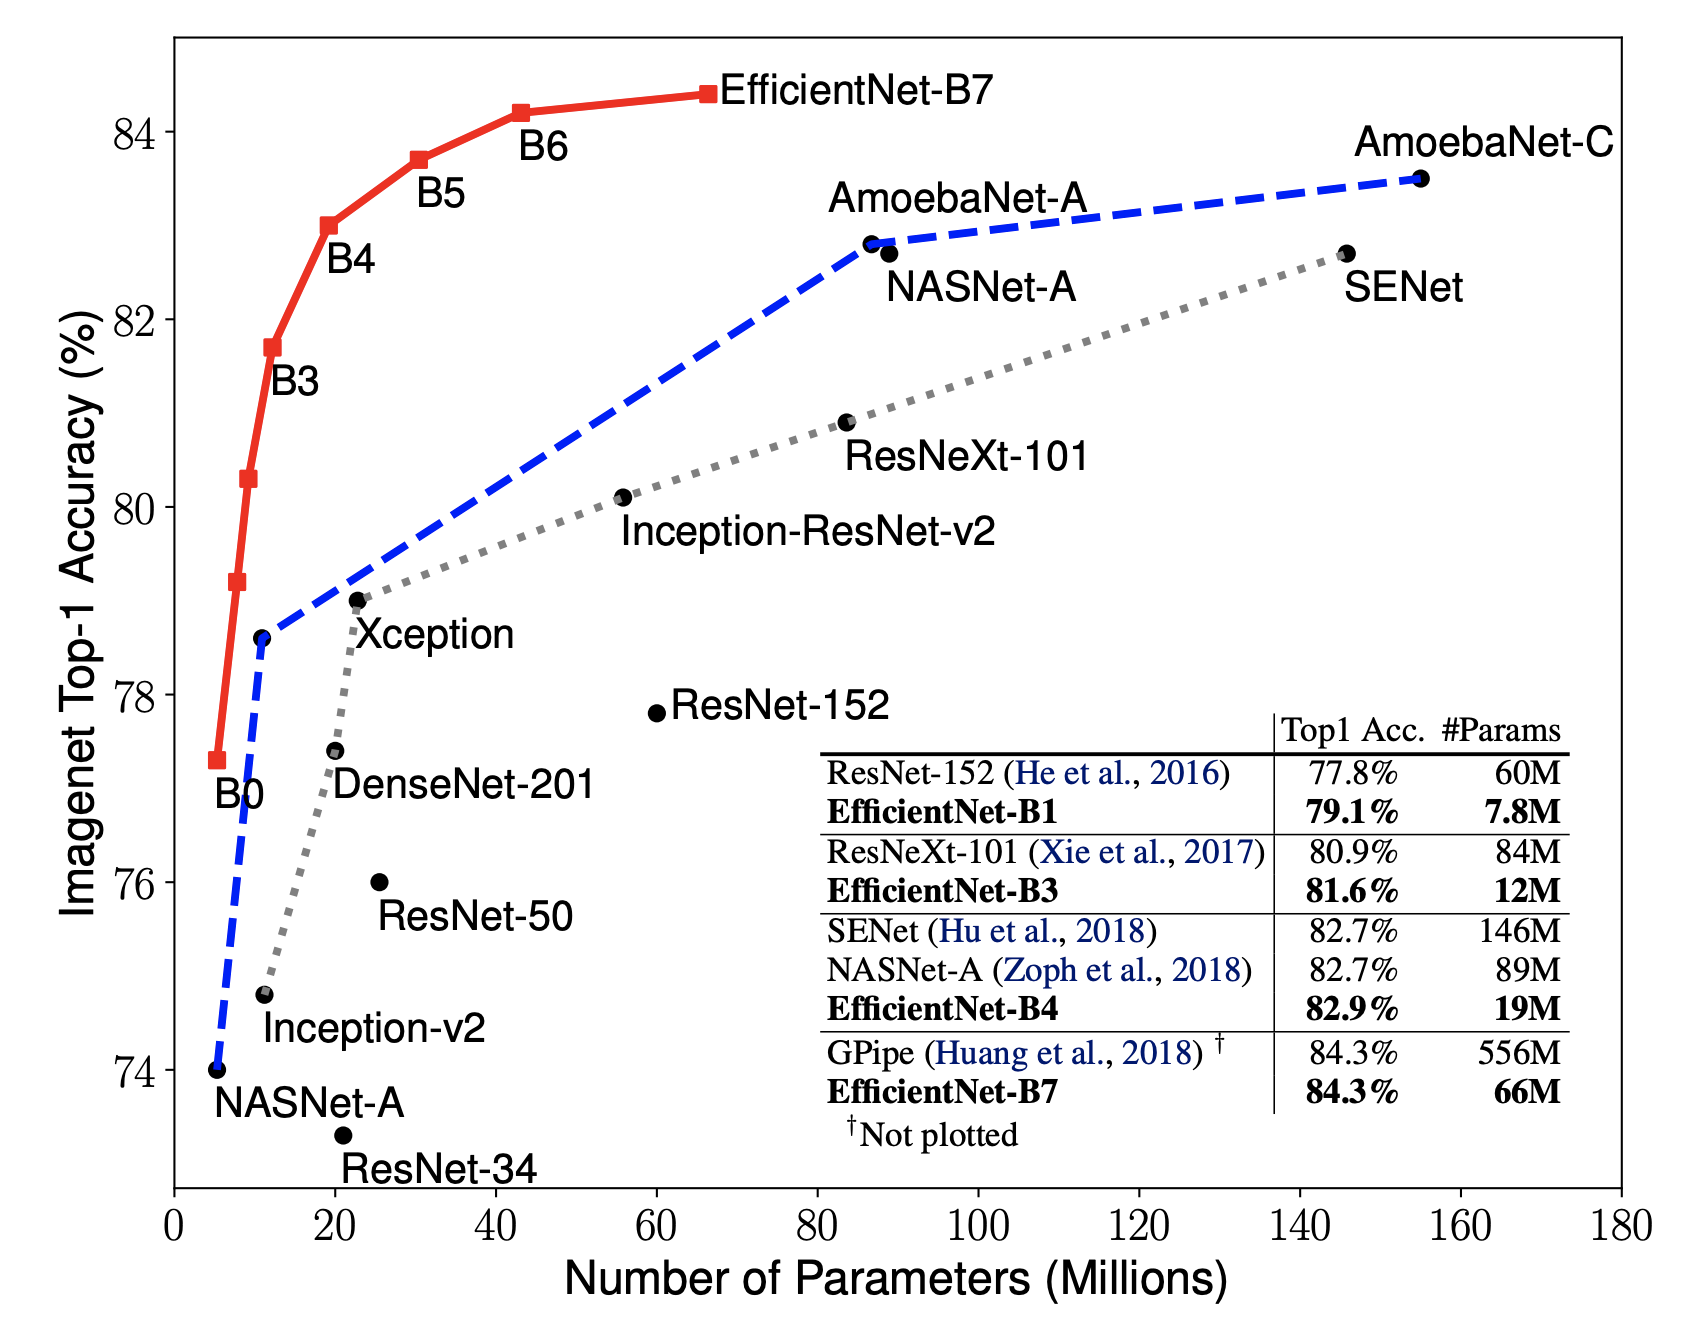 EfficientNet-B7
84
AmoebaNet-C
B6
AmoebaNet-A
B5
B4
NASNet-A
SENet
82
B3
ResNeXt-101
80
Inception-ResNet-v2
Xception
78
ResNet-152
DenseNet-201
B0
76
ResNet-50
Inception-v2
74
NASNet-A
ResNet-34
Imagenet Top-1 Accuracy (%)
Top1 Acc. #Params
ResNet-152 (He et al., 2016) 77.8% 60M
EfficientNet-B1 79.1% 7.8M
ResNeXt-101 (Xie et al., 2017) 80.9% 84M
EfficientNet-B3 81.6% 12M
SENet (Hu et al., 2018) 82.7% 146M
NASNet-A (Zoph et al., 2018) 82.7% 89M
EfficientNet-B4 82.9% 19M
GPipe (Huang et al., 2018) † 84.3% 556M
EfficientNet-B7 84.3% 66M
†Not plotted
0 20 40 60 80 100 120 140 160 180
Number of Parameters (Millions)